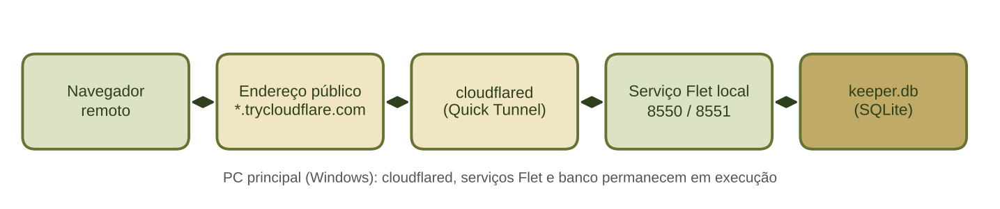 Navegador
remoto
Endereço público
*.trycloudflare.com
cloudflared
(Quick Tunnel)
Serviço Flet local
8550 / 8551
keeper.db
(SQLite)
PC principal (Windows): cloudflared, serviços Flet e banco permanecem em execução